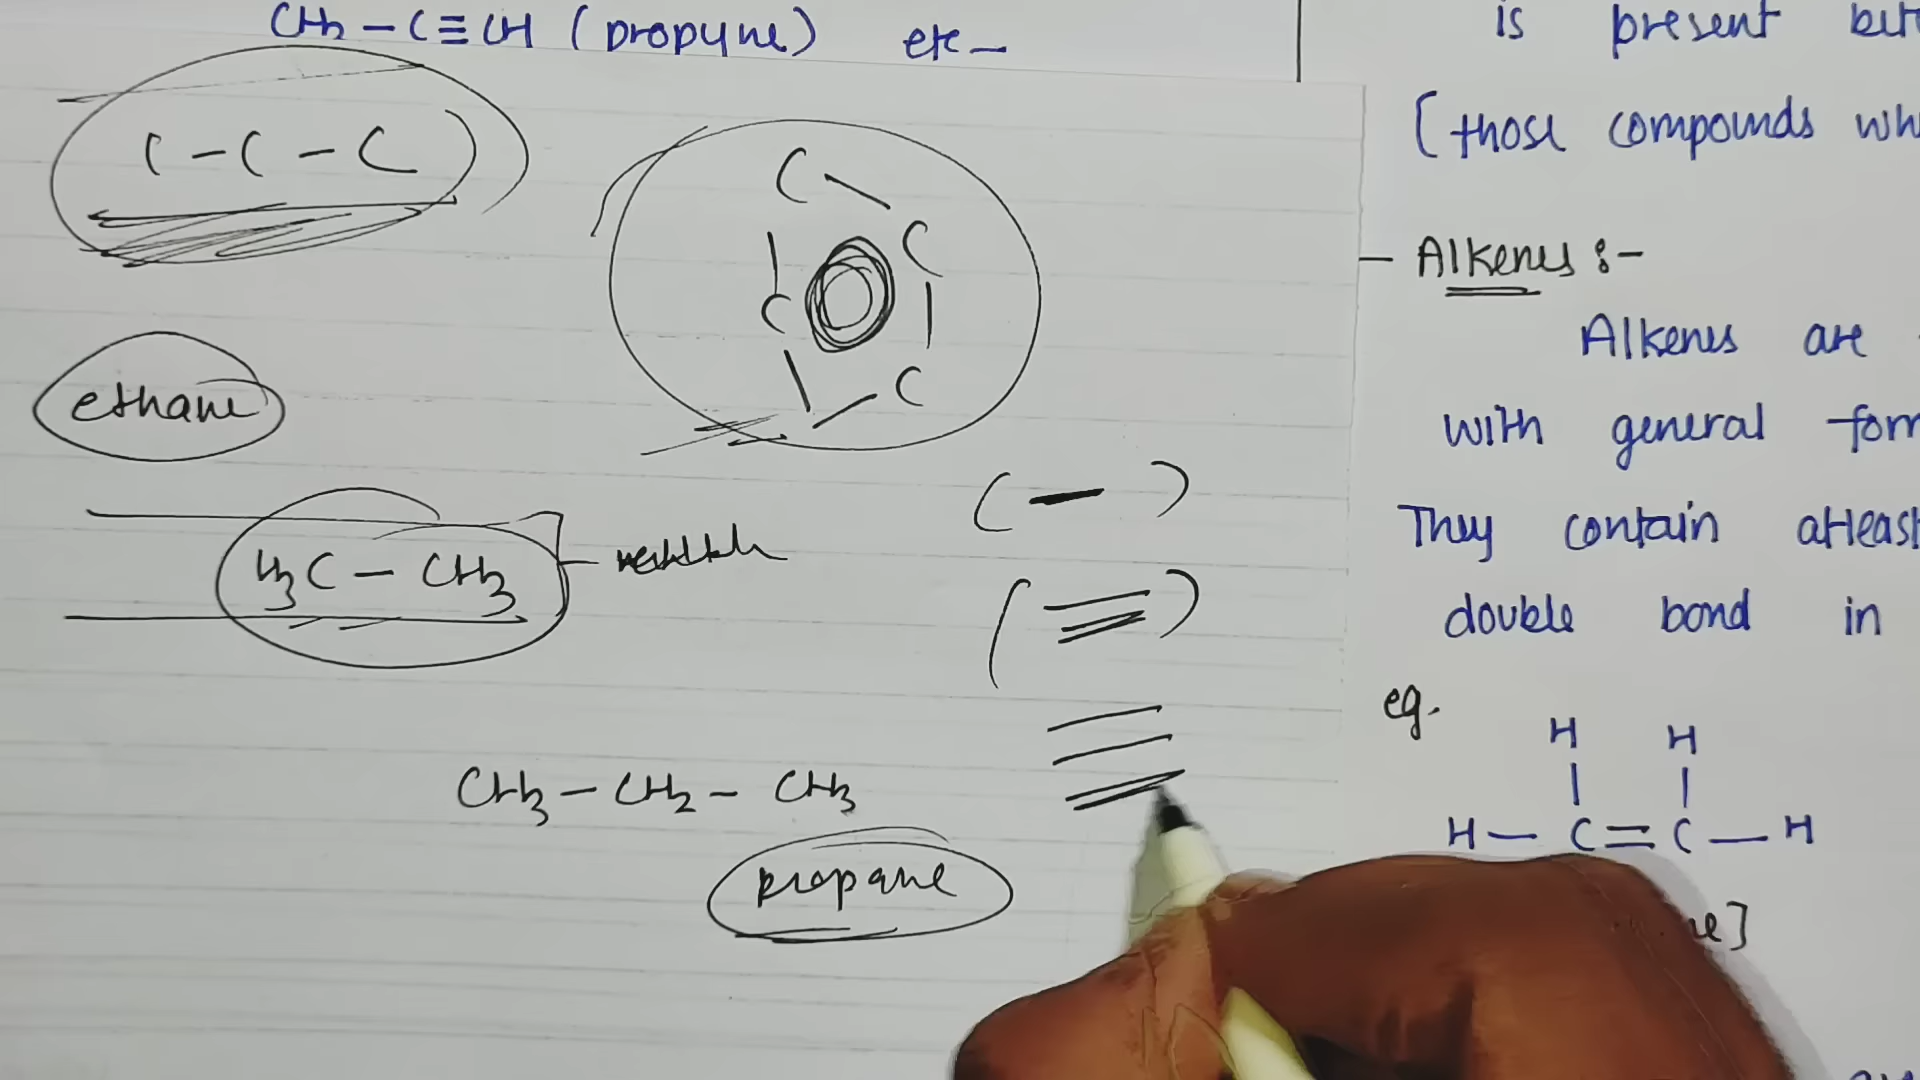 CH3 – C ≡ CH (propyne) etc –
C – C – C
C
C
C
C
ethane
H3C – CH3
( – )
( ≡ )
CH3 – CH2 – CH3
propane
is present but
(those compounds wh
– Alkenes :-
Alkenes are
with general form
They contain atleast
double bond in
eg.
H H
H – C = C – H
ne]